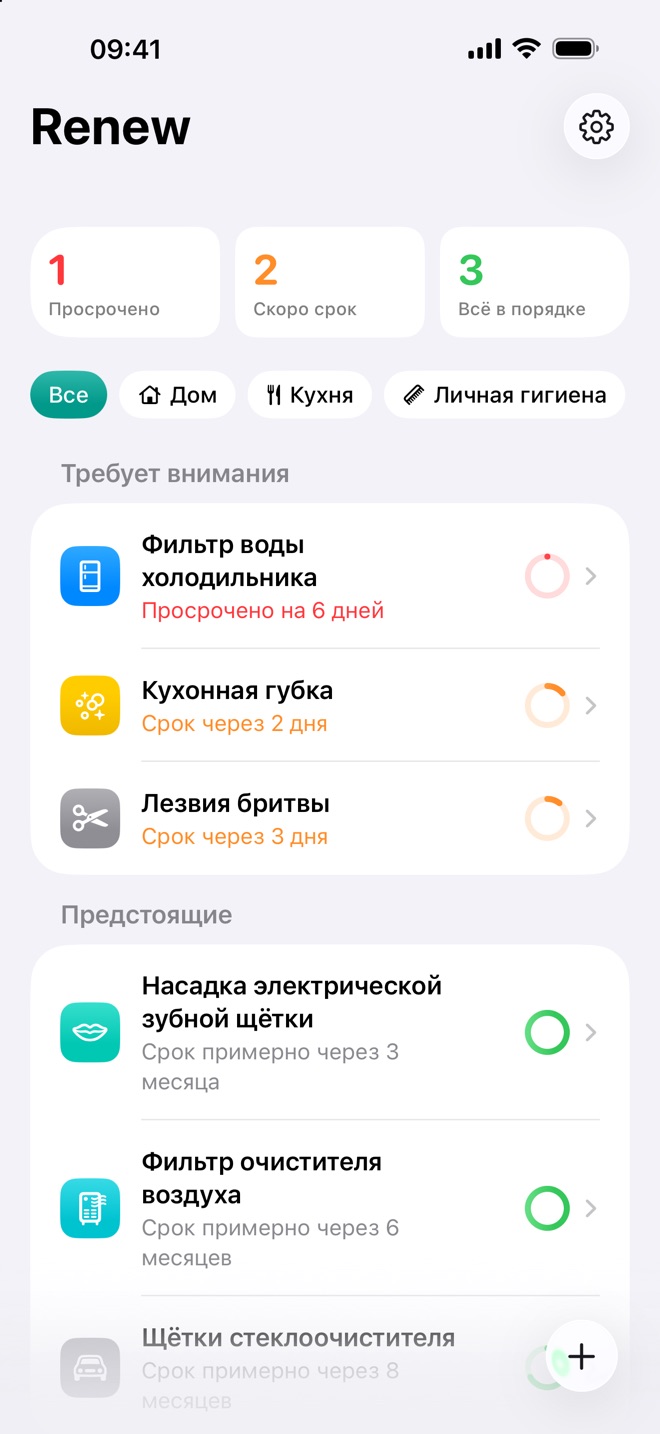 09:41
Renew
1
Просрочено
2
Скоро срок
3
Всё в порядке
Все
Дом
Кухня
Личная гигиена
Требует внимания
Фильтр воды
холодильника
Просрочено на 6 дней
Кухонная губка
Срок через 2 дня
Лезвия бритвы
Срок через 3 дня
Предстоящие
Насадка электрической
зубной щётки
Срок примерно через 3
месяца
Фильтр очистителя
воздуха
Срок примерно через 6
месяцев
Щётки стеклоочистителя
Срок примерно через 8
месяцев